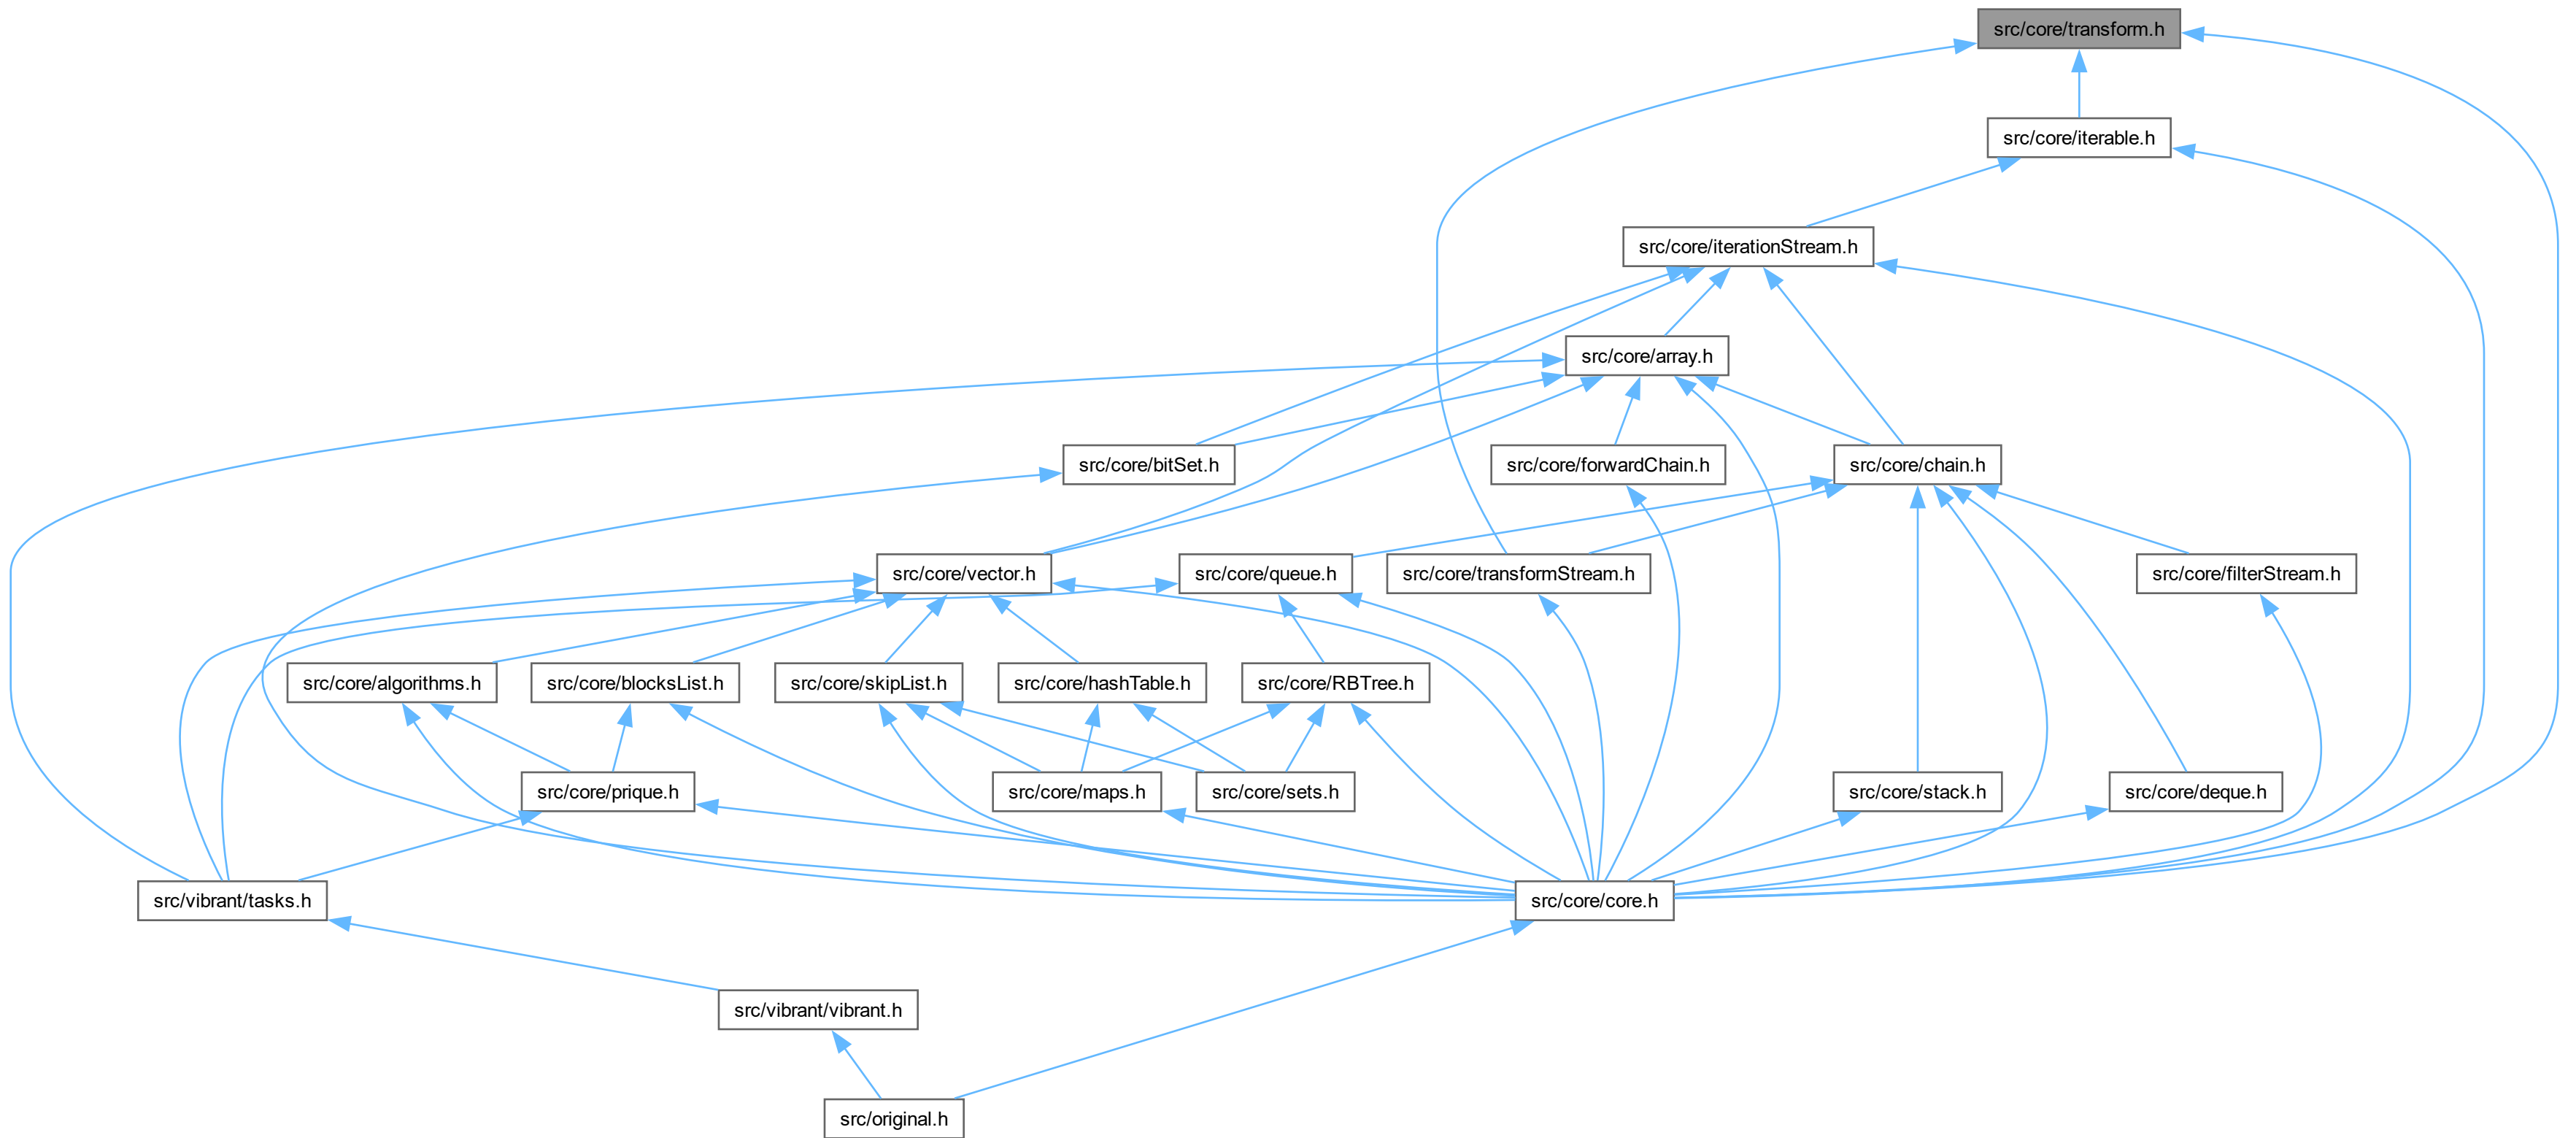 src/core/transform.h
src/core/iterable.h
src/core/iterationStream.h
src/core/array.h
src/core/bitSet.h
src/core/forwardChain.h
src/core/chain.h
src/core/vector.h
src/core/queue.h
src/core/transformStream.h
src/core/filterStream.h
src/core/algorithms.h
src/core/blocksList.h
src/core/skipList.h
src/core/hashTable.h
src/core/RBTree.h
src/core/prique.h
src/core/maps.h
src/core/sets.h
src/core/stack.h
src/core/deque.h
src/vibrant/tasks.h
src/core/core.h
src/vibrant/vibrant.h
src/original.h